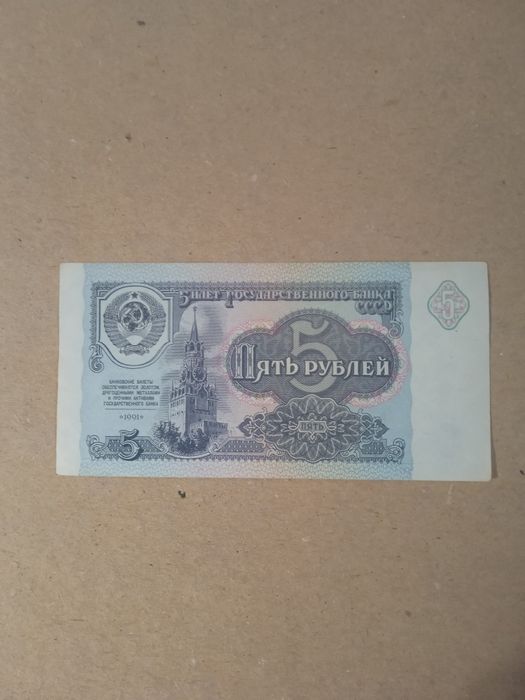 Билет Государственного Банка
СССР
5
5
Пять рублей
БАНКОВСКИЕ БИЛЕТЫ
ОБЕСПЕЧИВАЮТСЯ ЗОЛОТОМ,
ДРАГОЦЕННЫМИ МЕТАЛЛАМИ
И ПРОЧИМИ АКТИВАМИ
ГОСУДАРСТВЕННОГО БАНКА
*1991*
ПЯТЬ
5